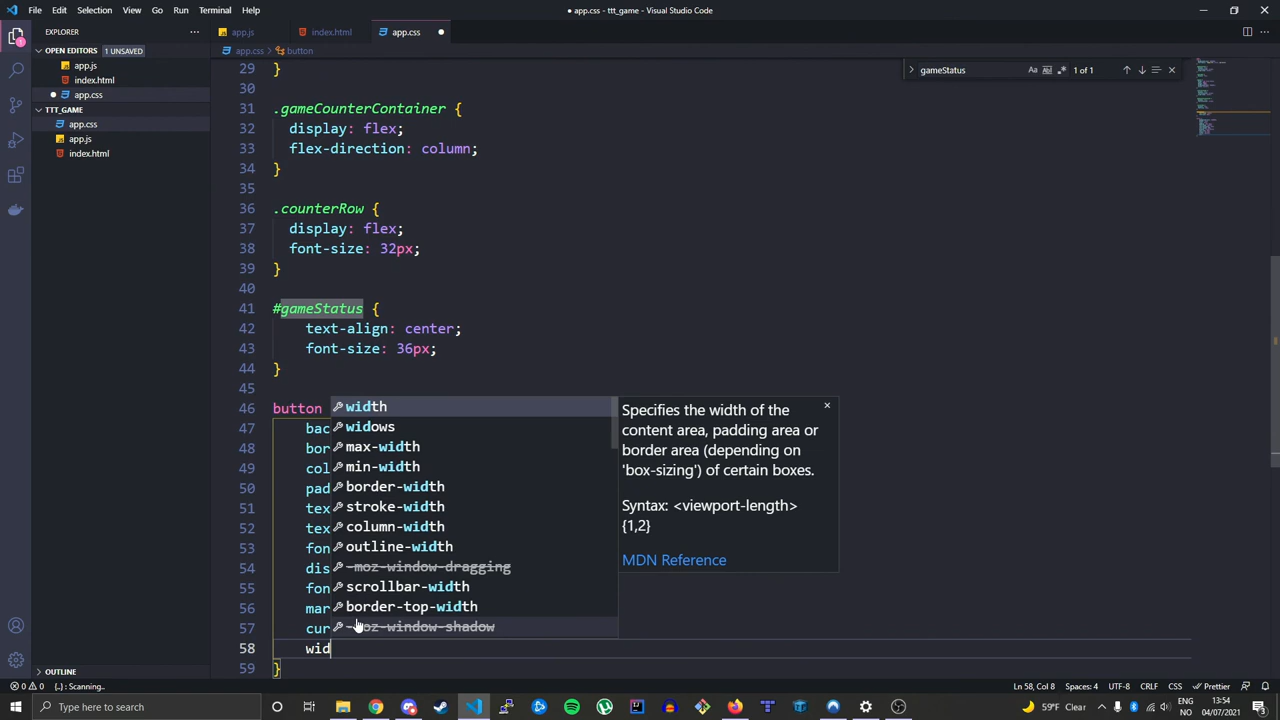 File Edit Selection View Go Run Terminal Help
● app.css - ttt_game - Visual Studio Code
EXPLORER
OPEN EDITORS 1 UNSAVED
app.js
index.html
app.css
TTT_GAME
app.css
app.js
index.html
OUTLINE
app.js index.html app.css
app.css > button
gameStatus Aa Abl .* 1 of 1
29 }
30
31 .gameCounterContainer {
32 display: flex;
33 flex-direction: column;
34 }
35
36 .counterRow {
37 display: flex;
38 font-size: 32px;
39 }
40
41 #gameStatus {
42 text-align: center;
43 font-size: 36px;
44 }
45
46 button
47 bac
48 bor
49 col
50 pad
51 tex
52 tex
53 fon
54 dis
55 fon
56 mar
57 cur
58 wid
59 }
width
widows
max-width
min-width
border-width
stroke-width
column-width
outline-width
-moz-window-dragging
scrollbar-width
border-top-width
-moz-window-shadow
Specifies the width of the
content area, padding area or
border area (depending on
'box-sizing') of certain boxes.
Syntax: <viewport-length>
{1,2}
MDN Reference
0 0 {..} : Scanning.. Ln 58, Col 8 Spaces: 4 UTF-8 CRLF CSS Prettier
Type here to search
59°F Clear ENG NO 13:54 04/07/2021